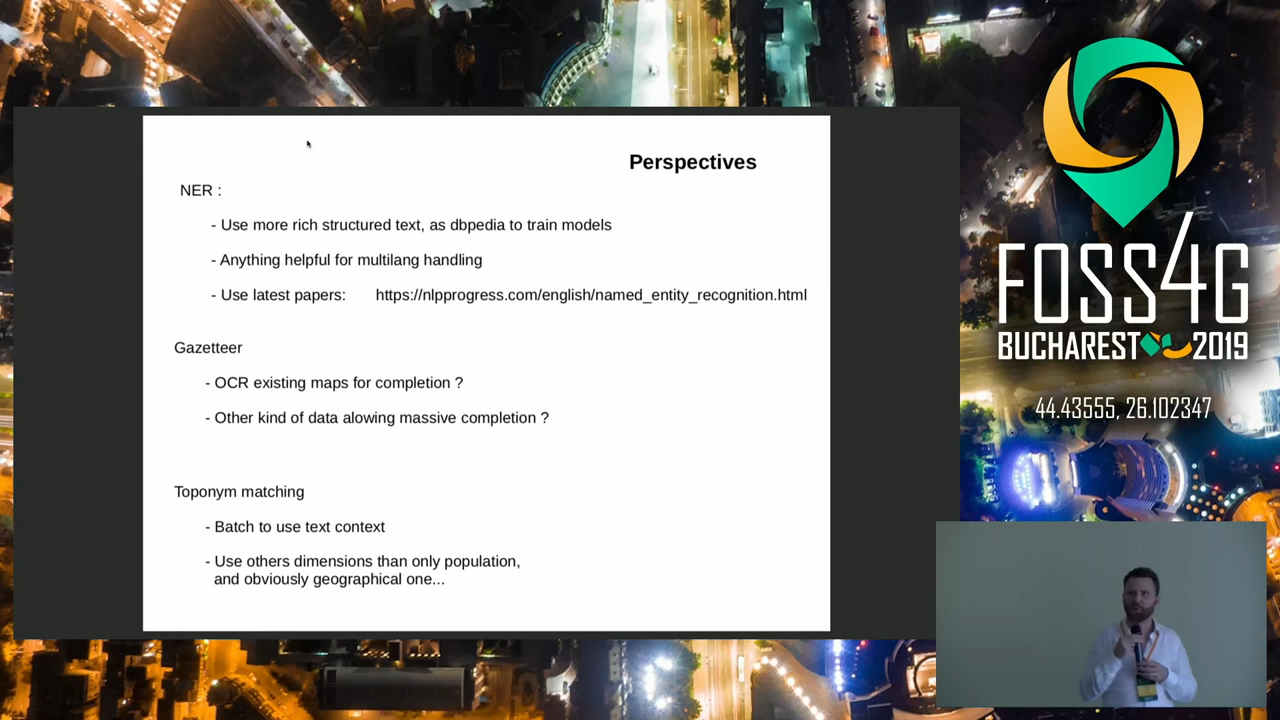 Perspectives
NER :
- Use more rich structured text, as dbpedia to train models
- Anything helpful for multilang handling
- Use latest papers: https://nlpprogress.com/english/named_entity_recognition.html
Gazetteer
- OCR existing maps for completion ?
- Other kind of data alowing massive completion ?
Toponym matching
- Batch to use text context
- Use others dimensions than only population,
and obviously geographical one...
FOSS4G
BUCHAREST 2019
44.43555, 26.102347